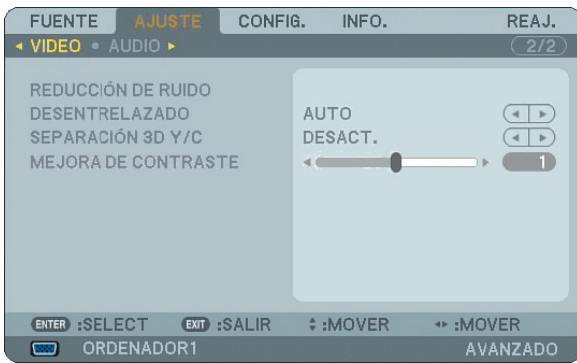 FUENTE AJUSTE CONFIG. INFO. REAJ.
VIDEO • AUDIO 2/2
REDUCCIÓN DE RUIDO
DESENTRELAZADO AUTO
SEPARACIÓN 3D Y/C DESACT.
MEJORA DE CONTRASTE 1
ENTER :SELECT EXIT :SALIR :MOVER :MOVER
ORDENADOR1 AVANZADO